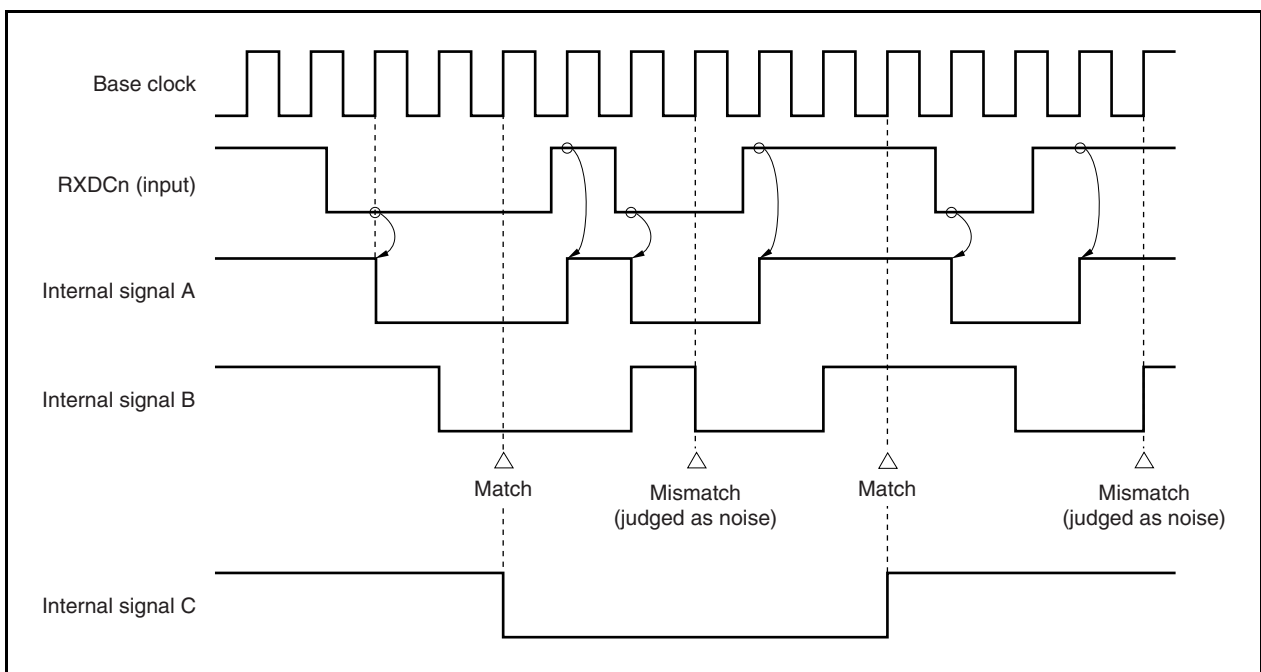 Base clock
RXDCn (input)
Internal signal A
Internal signal B
Match
Mismatch
(judged as noise)
Match
Mismatch
(judged as noise)
Internal signal C